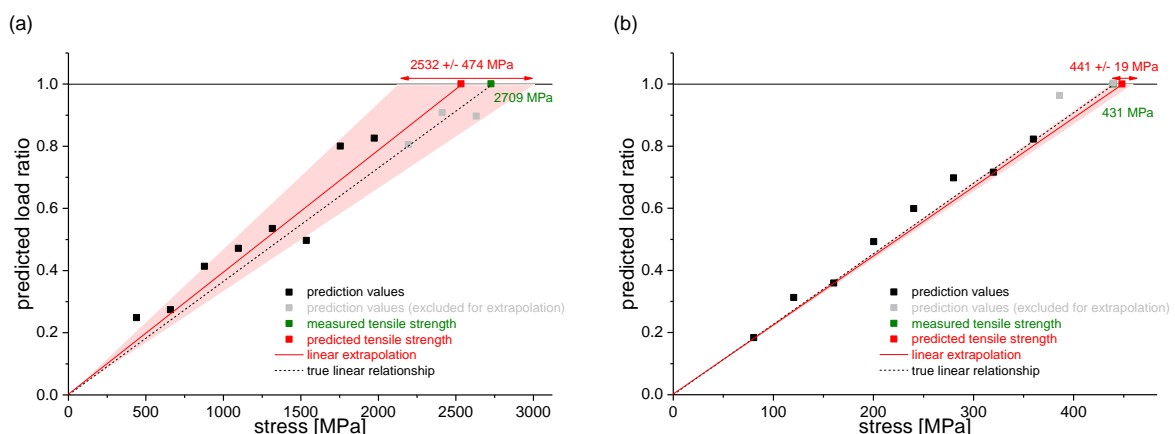 (a)
2532 +/- 474 MPa
2709 MPa
predicted load ratio
1.0
0.8
0.6
0.4
0.2
0.0
prediction values
prediction values (excluded for extrapolation)
measured tensile strength
predicted tensile strength
linear extrapolation
true linear relationship
0 500 1000 1500 2000 2500 3000
stress [MPa]
(b)
441 +/- 19 MPa
431 MPa
predicted load ratio
1.0
0.8
0.6
0.4
0.2
0.0
prediction values
prediction values (excluded for extrapolation)
measured tensile strength
predicted tensile strength
linear extrapolation
true linear relationship
0 100 200 300 400
stress [MPa]